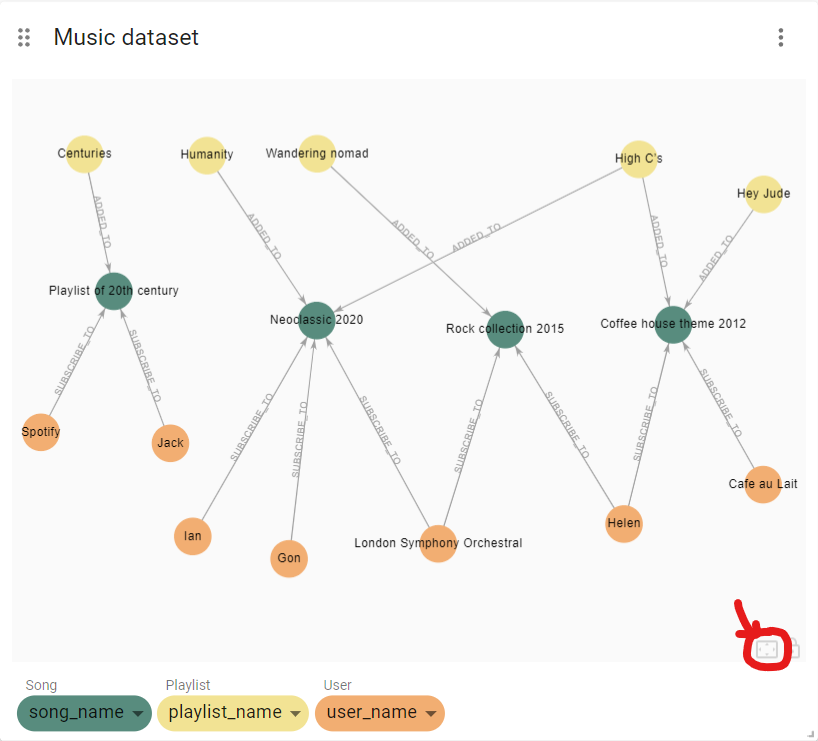 Music dataset
Centuries
Humanity
Wandering nomad
High C's
Hey Jude
ADDED_TO
ADDED_TO
ADDED_TO
ADDED_TO
ADDED_TO
ADDED_TO
Playlist of 20th century
Neoclassic 2020
Rock collection 2015
Coffee house theme 2012
SUBSCRIBE_TO
SUBSCRIBE_TO
SUBSCRIBE_TO
SUBSCRIBE_TO
SUBSCRIBE_TO
SUBSCRIBE_TO
SUBSCRIBE_TO
SUBSCRIBE_TO
SUBSCRIBE_TO
Spotify
Jack
Ian
Gon
London Symphony Orchestral
Helen
Cafe au Lait
Song
Playlist
User
song_name
playlist_name
user_name